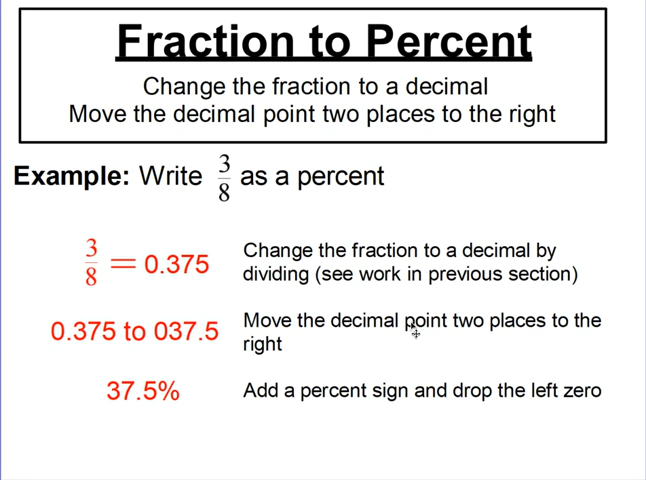 Fraction to Percent
Change the fraction to a decimal
Move the decimal point two places to the right
Example: Write 3/8 as a percent
3/8 = 0.375
Change the fraction to a decimal by
dividing (see work in previous section)
0.375 to 037.5
Move the decimal point two places to the
right
37.5%
Add a percent sign and drop the left zero